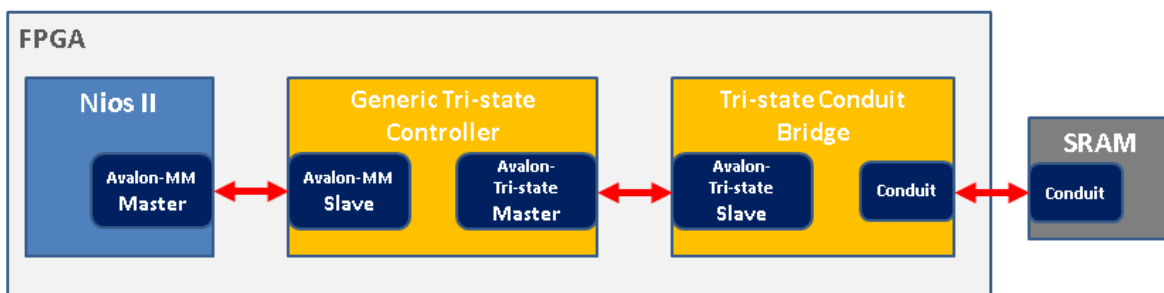 FPGA
Nios II
Avalon-MM
Master
Generic Tri-state
Controller
Avalon-MM
Slave
Avalon-
Tri-state
Master
Tri-state Conduit
Bridge
Avalon-
Tri-state
Slave
Conduit
SRAM
Conduit